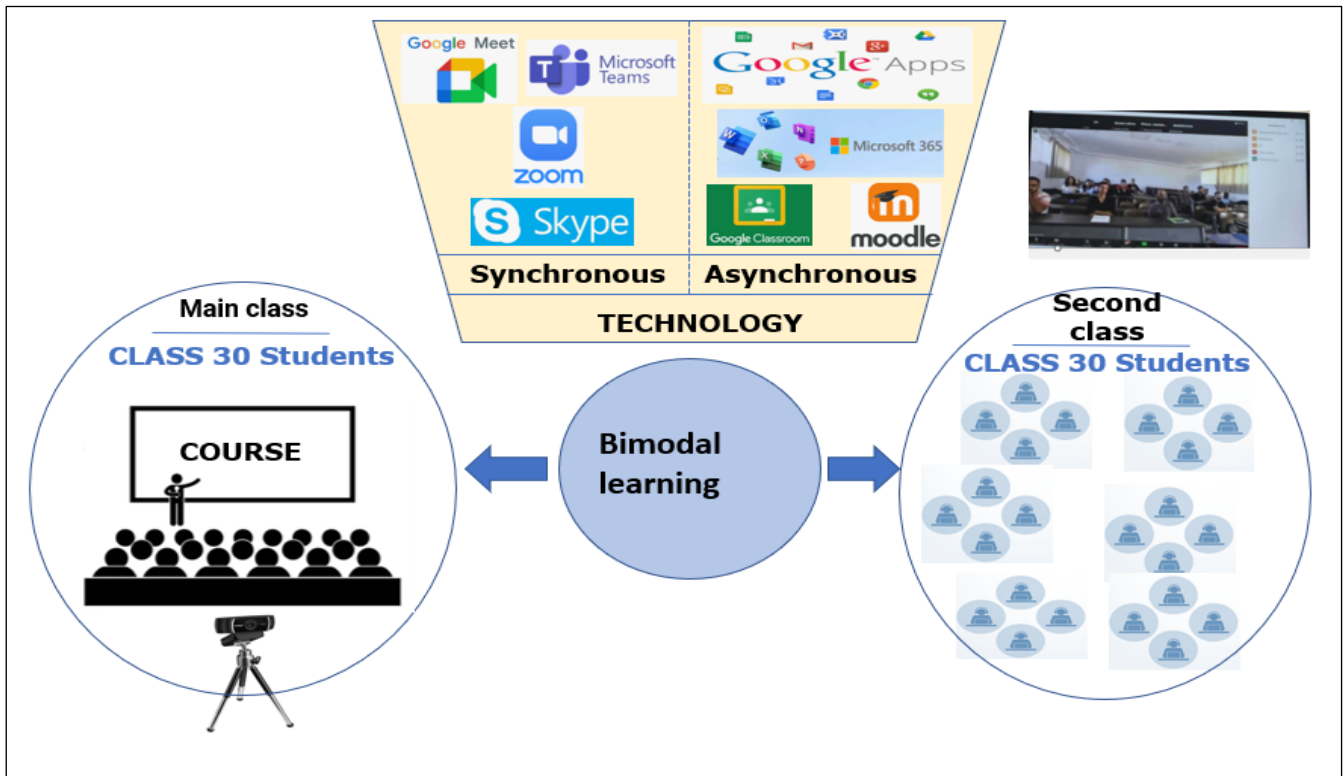 Google Meet
Microsoft
Teams
zoom
Skype
Google™ Apps
Microsoft 365
Google Classroom
moodle
Synchronous
Asynchronous
TECHNOLOGY
Main class
CLASS 30 Students
COURSE
Bimodal
learning
Second
class
CLASS 30 Students